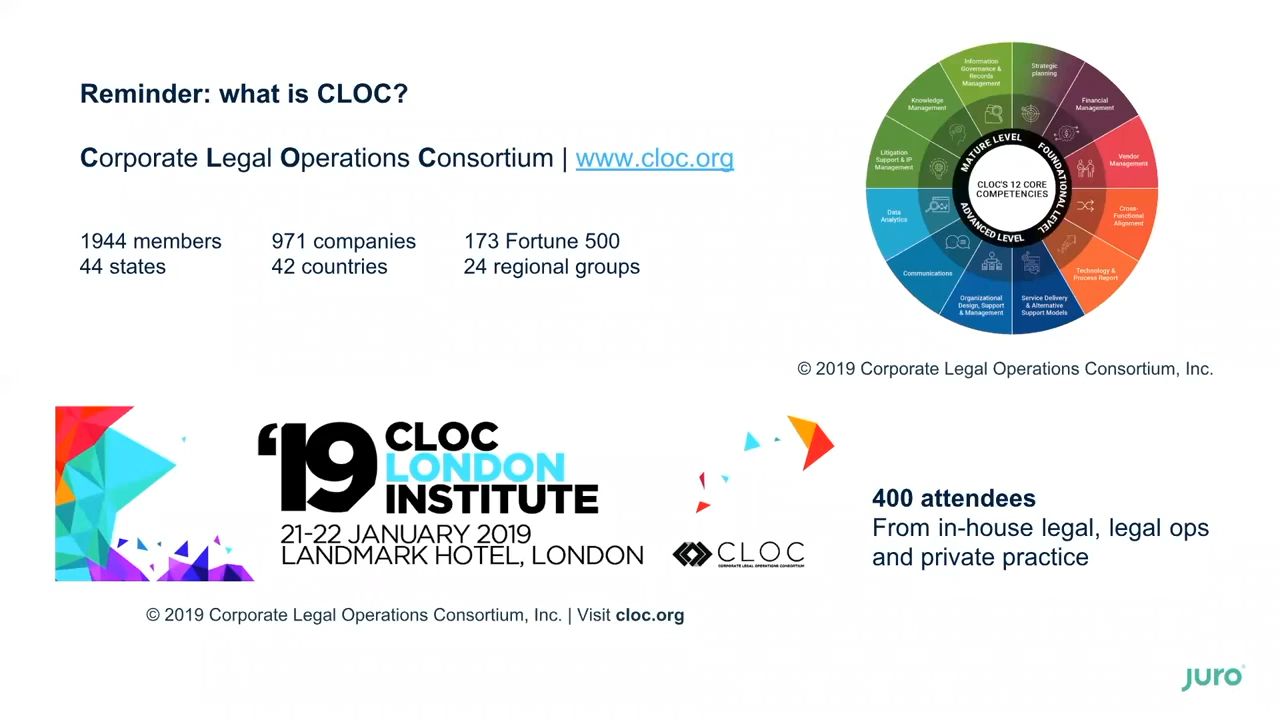 Reminder: what is CLOC?
Corporate Legal Operations Consortium | www.cloc.org
1944 members
44 states
971 companies
42 countries
173 Fortune 500
24 regional groups
Information
Governance &
Records
Management
Strategic
planning
Financial
Management
Vendor
Management
Cross-
Functional
Alignment
Technology &
Process Report
Service Delivery
& Alternative
Support Models
Organizational
Design, Support
& Management
Communications
Data
Analytics
Litigation
Support & IP
Management
Knowledge
Management
MATURE LEVEL
FOUNDATIONAL LEVEL
ADVANCED LEVEL
CLOC'S 12 CORE
COMPETENCIES
© 2019 Corporate Legal Operations Consortium, Inc.
'19
CLOC
LONDON
INSTITUTE
21-22 JANUARY 2019
LANDMARK HOTEL, LONDON
CLOC
CORPORATE LEGAL OPERATIONS CONSORTIUM
400 attendees
From in-house legal, legal ops
and private practice
© 2019 Corporate Legal Operations Consortium, Inc. | Visit cloc.org
juro